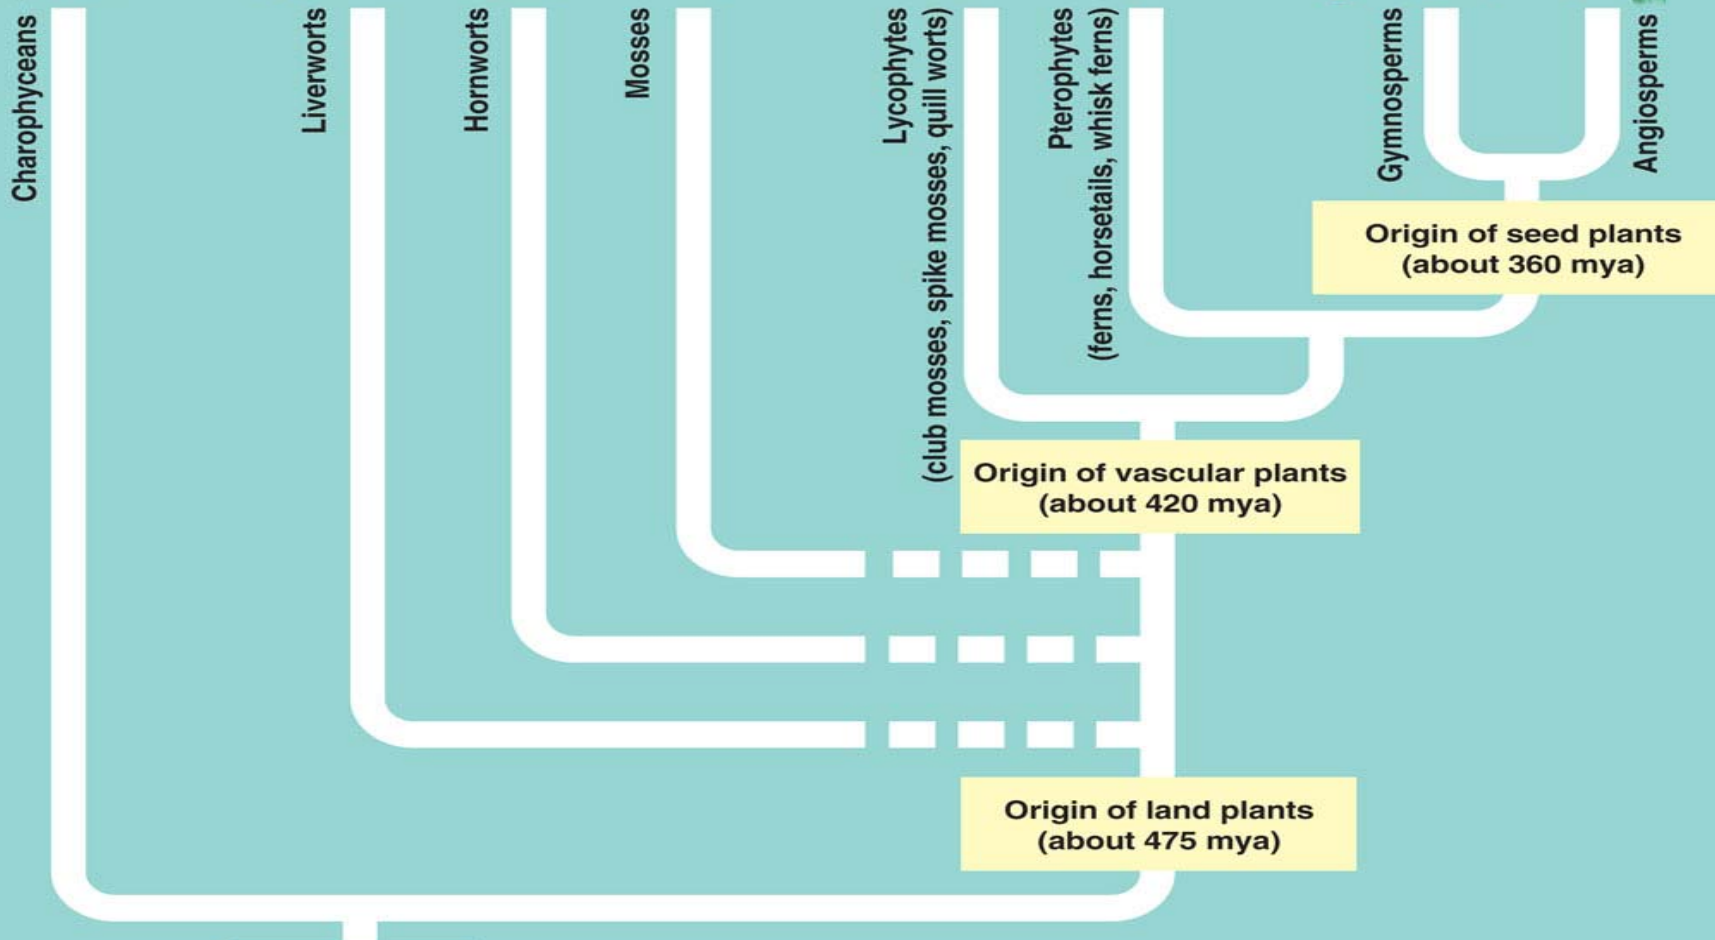 Charophyceans
Liverworts
Hornworts
Mosses
Lycophytes
(club mosses, spike mosses, quill worts)
Pterophytes
(ferns, horsetails, whisk ferns)
Gymnosperms
Angiosperms
Origin of seed plants
(about 360 mya)
Origin of vascular plants
(about 420 mya)
Origin of land plants
(about 475 mya)